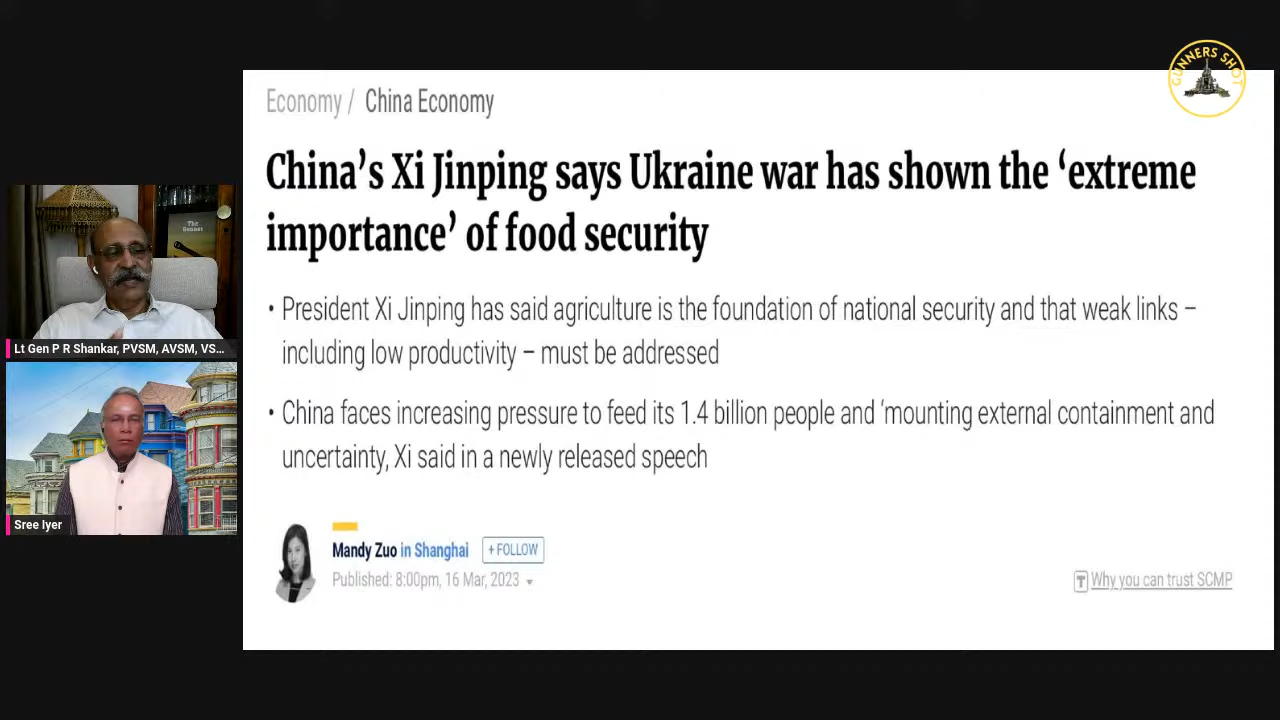 GUNNERS SHOT
Economy / China Economy
China's Xi Jinping says Ukraine war has shown the ‘extreme
importance’ of food security
• President Xi Jinping has said agriculture is the foundation of national security and that weak links –
including low productivity – must be addressed
• China faces increasing pressure to feed its 1.4 billion people and ‘mounting external containment and
uncertainty, Xi said in a newly released speech
Mandy Zuo in Shanghai + FOLLOW
Published: 8:00pm, 16 Mar, 2023
T Why you can trust SCMP
The
Gunner
Lt Gen P R Shankar, PVSM, AVSM, VS...
Sree Iyer